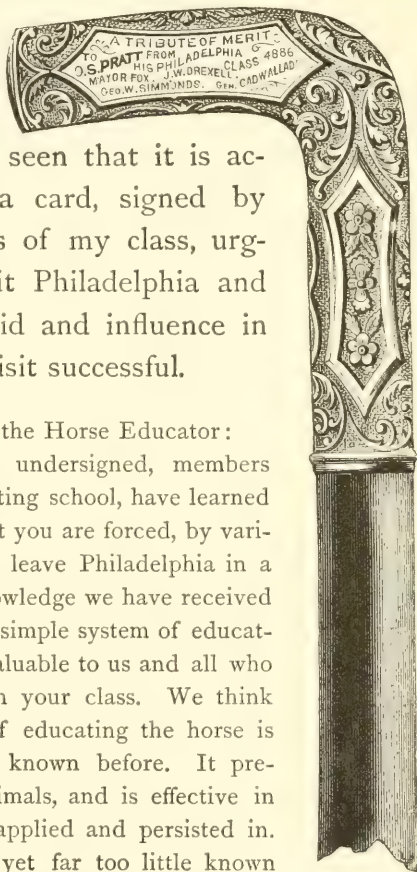 A TRIBUTE OF MERIT
TO O.S. PRATT FROM
HIS PHILADELPHIA CLASS OF 4886
MAYOR FOX. J.W. DREXELL.
GEO. W. SIMMONDS. GEN. CADWALLAD
seen that it is ac-
a card, signed by
s of my class, urg-
it Philadelphia and
id and influence in
isit successful.
the Horse Educator:
undersigned, members
ting school, have learned
t you are forced, by vari-
leave Philadelphia in a
wledge we have received
simple system of educat-
aluable to us and all who
n your class. We think
f educating the horse is
known before. It pre-
imals, and is effective in
applied and persisted in.
yet far too little known